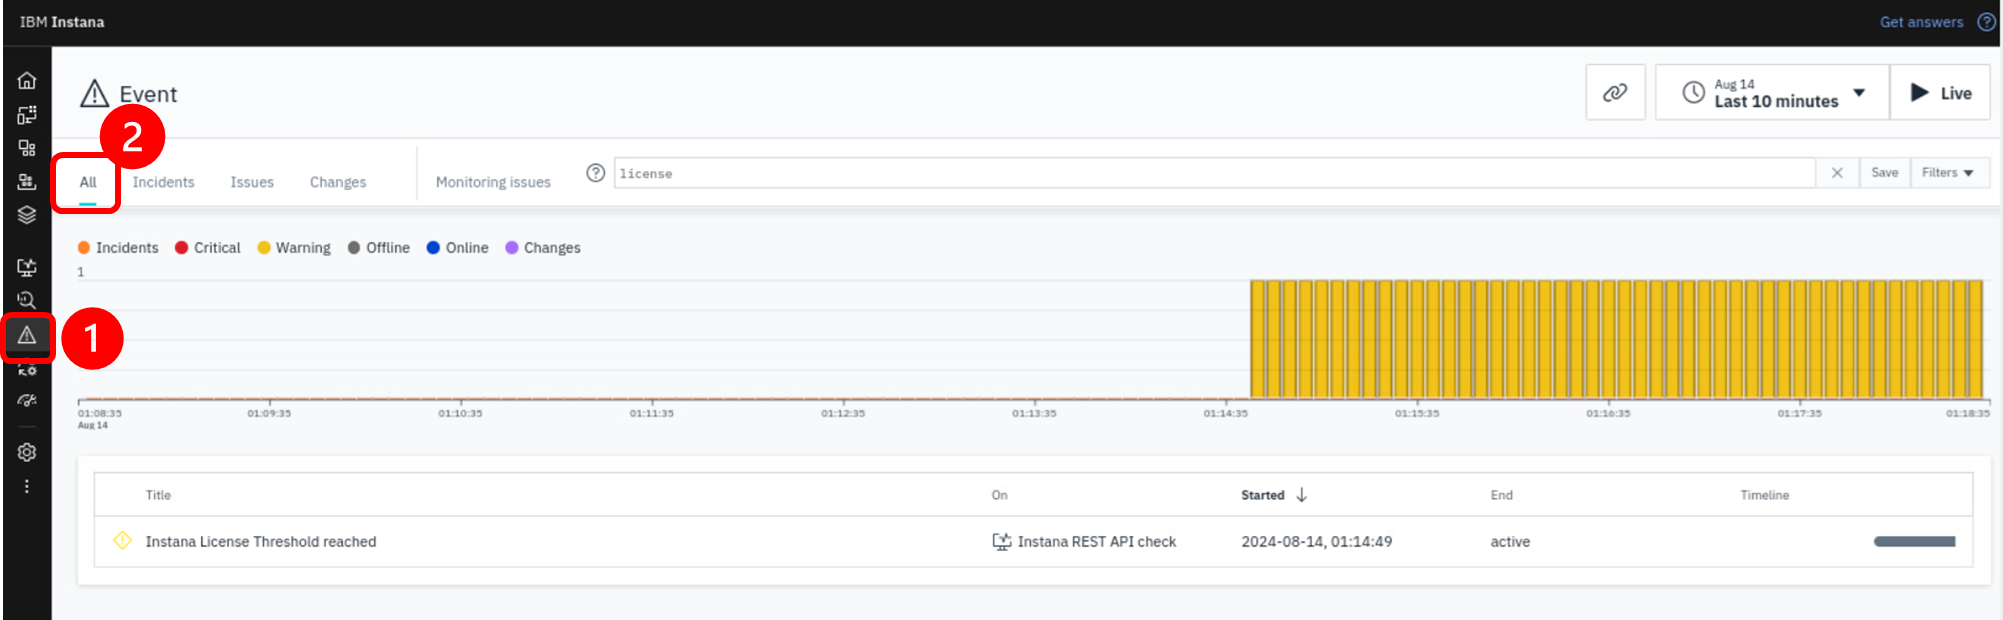 IBM Instana
Get answers
Event
Aug 14
Last 10 minutes
Live
2
All
Incidents
Issues
Changes
Monitoring issues
license
Save
Filters
Incidents
Critical
Warning
Offline
Online
Changes
1
1
01:08:35
01:09:35
01:10:35
01:11:35
01:12:35
01:13:35
01:14:35
01:15:35
01:16:35
01:17:35
01:18:35
Aug 14
Title
On
Started
End
Timeline
Instana License Threshold reached
Instana REST API check
2024-08-14, 01:14:49
active